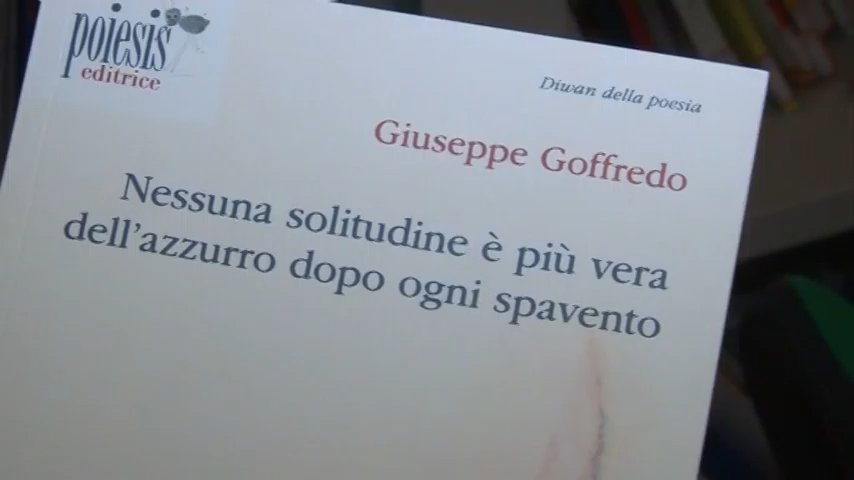 poiesis
editrice
Diwan della poesia
Giuseppe Goffredo
Nessuna solitudine è più vera
dell'azzurro dopo ogni spavento